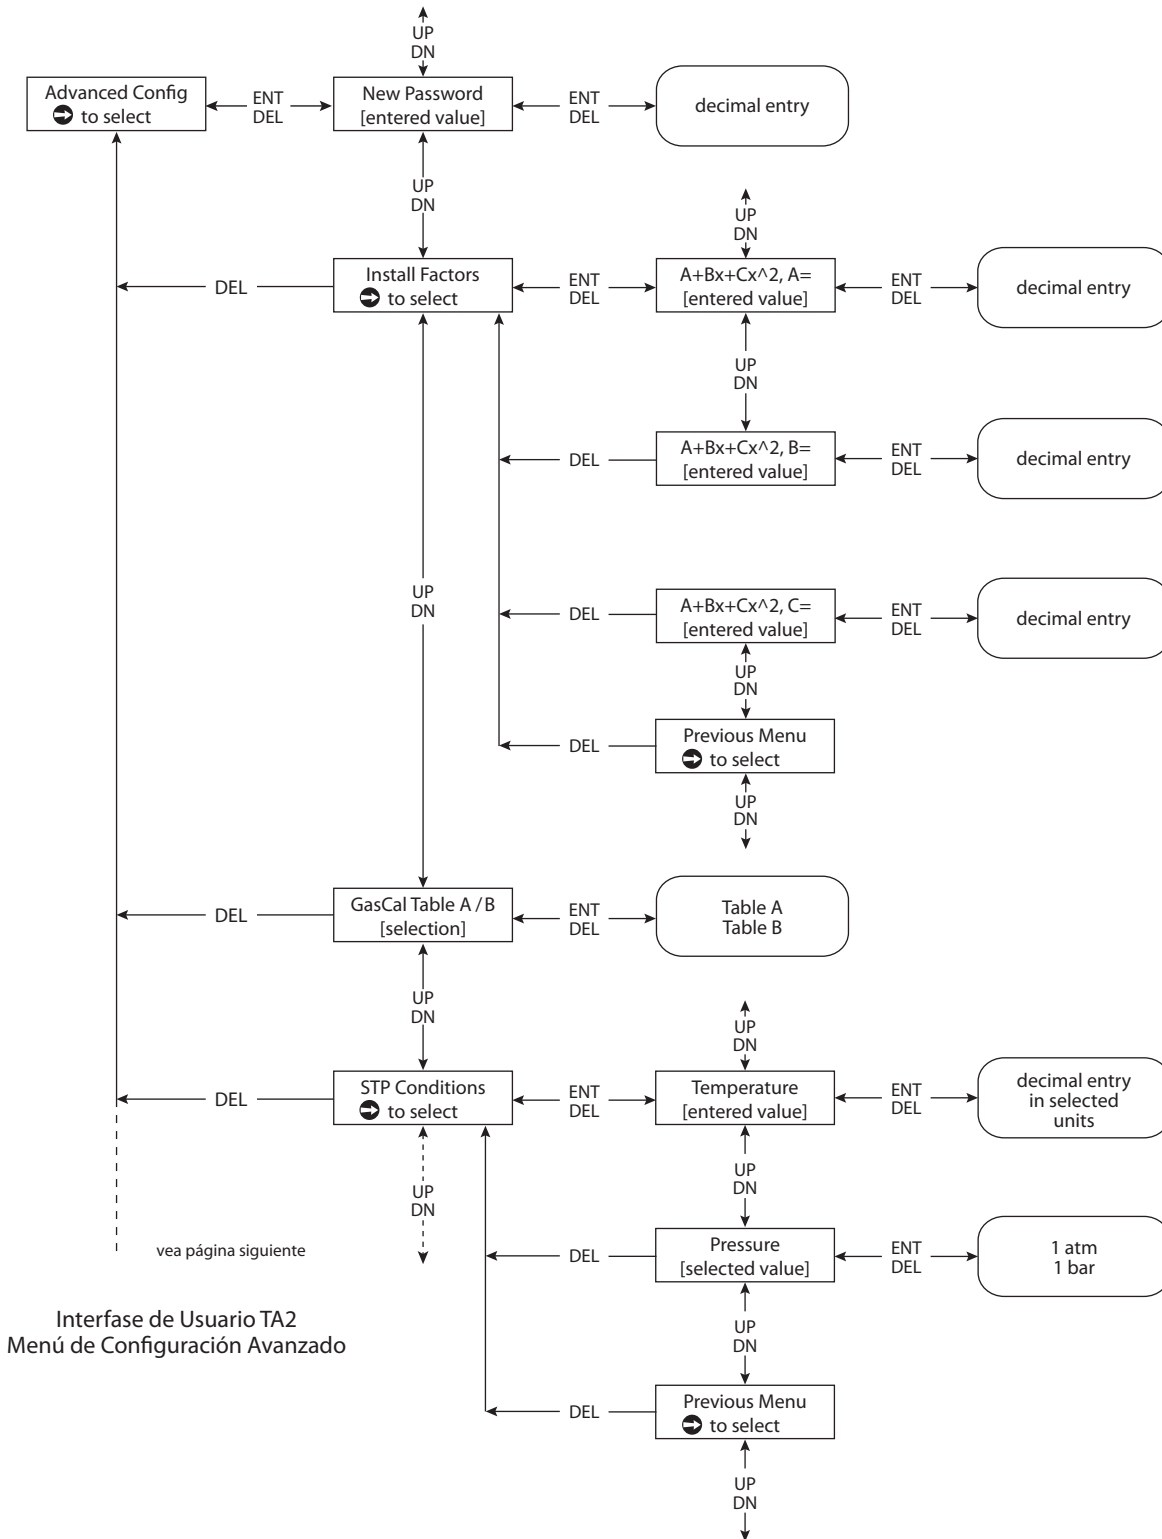 UP
DN
Advanced Config
to select
ENT
DEL
New Password
[entered value]
ENT
DEL
decimal entry
UP
DN
UP
DN
DEL
Install Factors
to select
ENT
DEL
A+Bx+Cx^2, A=
[entered value]
ENT
DEL
decimal entry
UP
DN
DEL
A+Bx+Cx^2, B=
[entered value]
ENT
DEL
decimal entry
UP
DN
DEL
A+Bx+Cx^2, C=
[entered value]
ENT
DEL
decimal entry
UP
DN
DEL
Previous Menu
to select
UP
DN
DEL
GasCal Table A / B
[selection]
ENT
DEL
Table A
Table B
UP
DN
UP
DN
DEL
STP Conditions
to select
ENT
DEL
Temperature
[entered value]
ENT
DEL
decimal entry
in selected
units
UP
DN
UP
DN
vea página siguiente
DEL
Pressure
[selected value]
ENT
DEL
1 atm
1 bar
Interfase de Usuario TA2
Menú de Configuración Avanzado
UP
DN
DEL
Previous Menu
to select
UP
DN